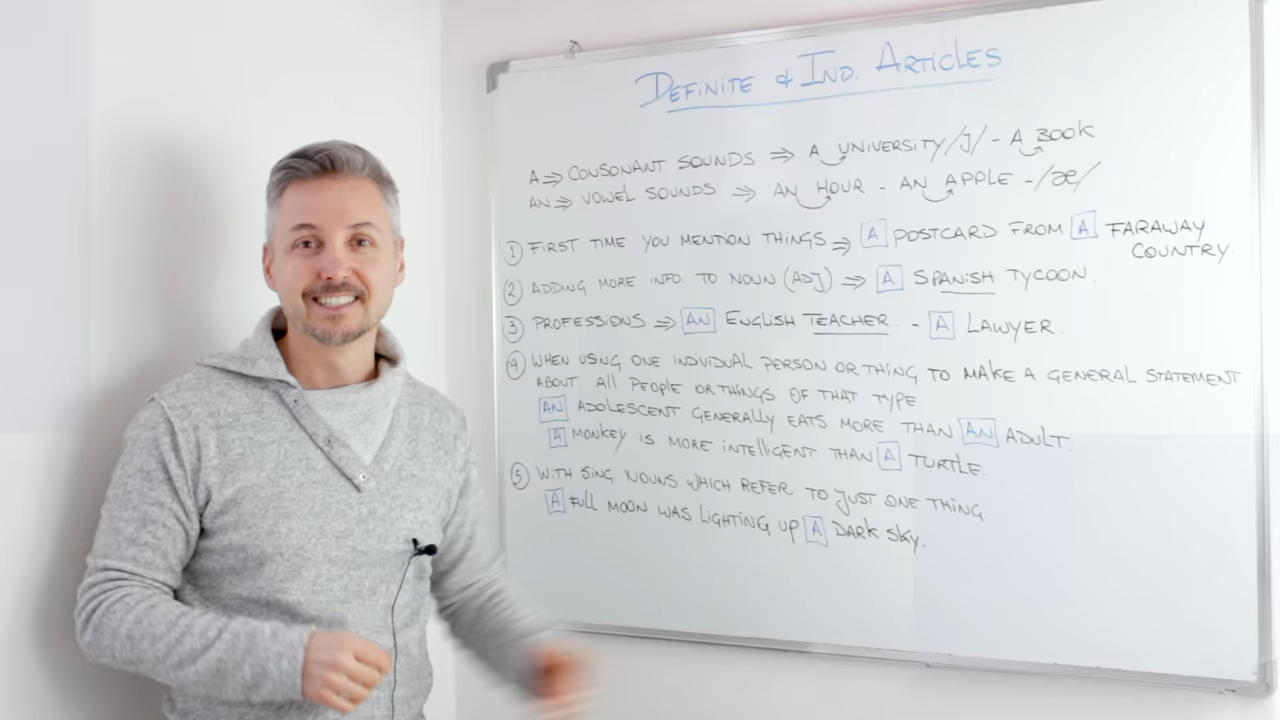 DEFINITE & IND. ARTICLES
A ⇒ CONSONANT SOUNDS ⇒ A UNIVERSITY /J/ - A BOOK
AN ⇒ VOWEL SOUNDS ⇒ AN HOUR - AN APPLE - /æ/
① FIRST TIME YOU MENTION THINGS ⇒ A POSTCARD FROM A FARAWAY
COUNTRY.
② ADDING MORE INFO. TO NOUN (ADJ) ⇒ A SPANISH TYCOON.
③ PROFESSIONS ⇒ AN ENGLISH TEACHER. - A LAWYER.
④ WHEN USING ONE INDIVIDUAL PERSON OR THING TO MAKE A GENERAL STATEMENT
ABOUT ALL PEOPLE OR THINGS OF THAT TYPE
AN ADOLESCENT GENERALLY EATS MORE THAN AN ADULT.
A MONKEY IS MORE INTELLIGENT THAN A TURTLE.
⑤ WITH SING. NOUNS WHICH REFER TO JUST ONE THING.
A FULL MOON WAS LIGHTING UP A DARK SKY.